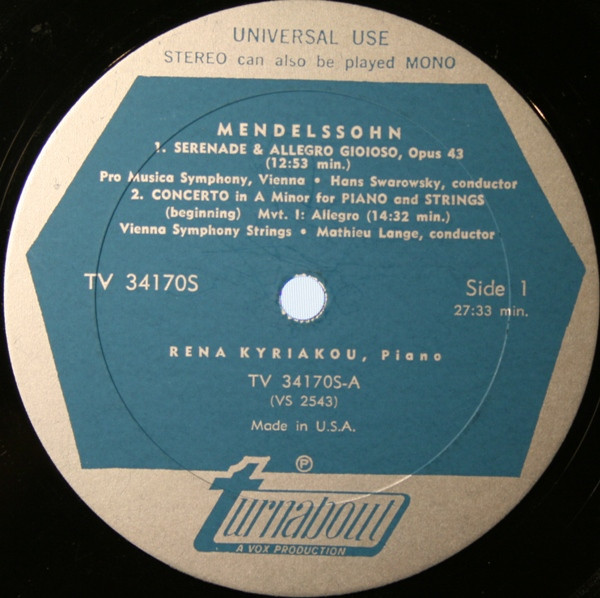 UNIVERSAL USE
STEREO can also be played MONO
MENDELSSOHN
1. SERENADE & ALLEGRO GIOIOSO, Opus 43
(12:53 min.)
Pro Musica Symphony, Vienna • Hans Swarowsky, conductor
2. CONCERTO in A Minor for PIANO and STRINGS
(beginning) Mvt. I: Allegro (14:32 min.)
Vienna Symphony Strings • Mathieu Lange, conductor
TV 34170S
Side 1
27:33 min.
RENA KYRIAKOU, Piano
TV 34170S-A
(VS 2543)
Made in U.S.A.
℗
turnabout
A VOX PRODUCTION